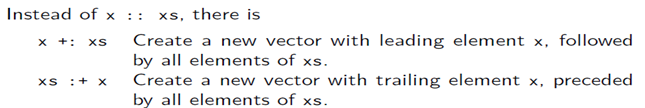 Instead of x :: xs, there is
x +: xs Create a new vector with leading element x, followed
by all elements of xs.
xs :+ x Create a new vector with trailing element x, preceded
by all elements of xs.